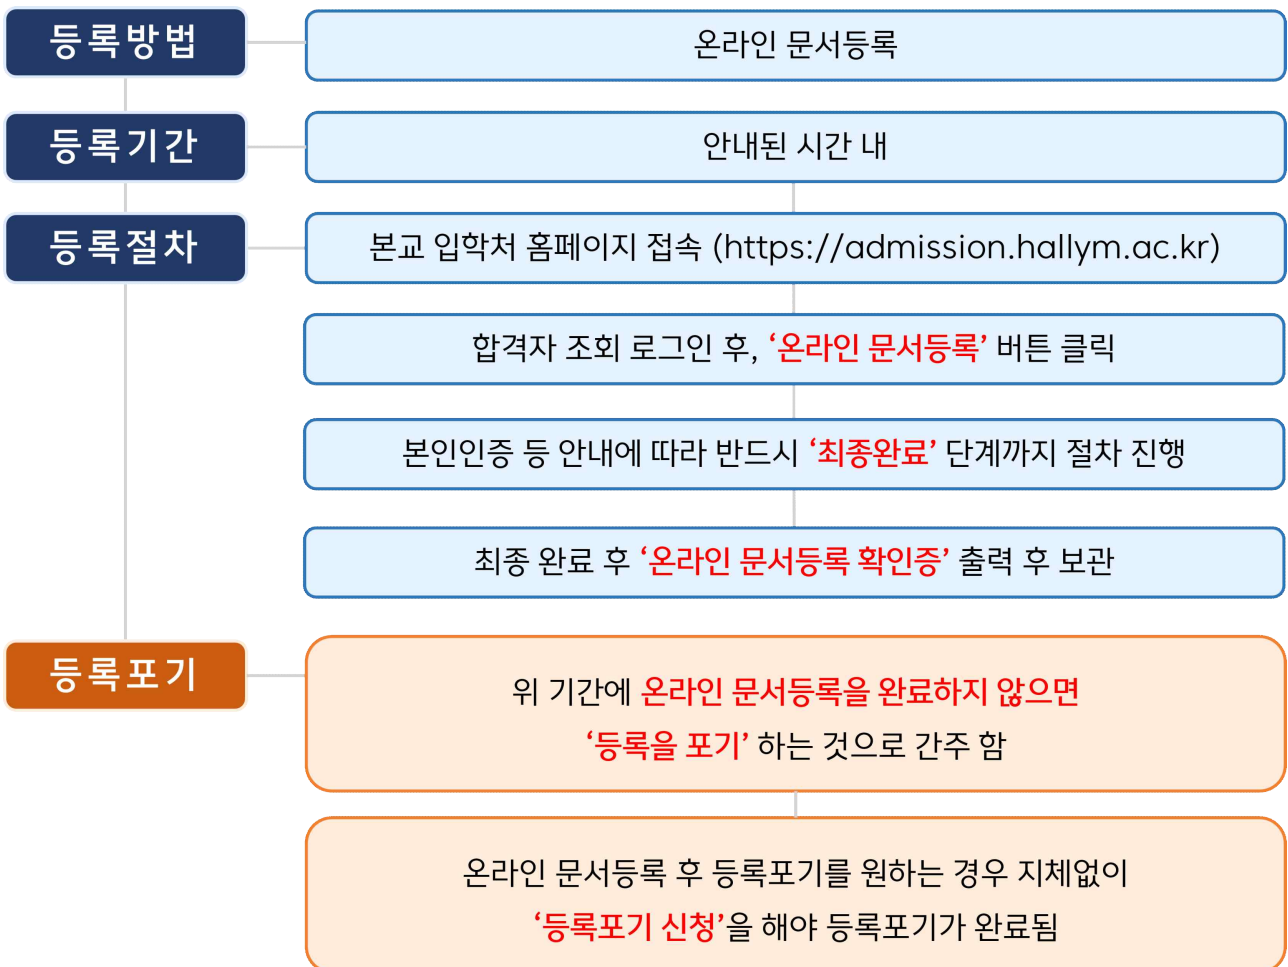 등록방법
온라인 문서등록
등록기간
안내된 시간 내
등록절차
본교 입학처 홈페이지 접속 (https://admission.hallym.ac.kr)
합격자 조회 로그인 후, ‘온라인 문서등록’ 버튼 클릭
본인인증 등 안내에 따라 반드시 ‘최종완료’ 단계까지 절차 진행
최종 완료 후 ‘온라인 문서등록 확인증’ 출력 후 보관
등록포기
위 기간에 온라인 문서등록을 완료하지 않으면
‘등록을 포기’ 하는 것으로 간주 함
온라인 문서등록 후 등록포기를 원하는 경우 지체없이
‘등록포기 신청’을 해야 등록포기가 완료됨